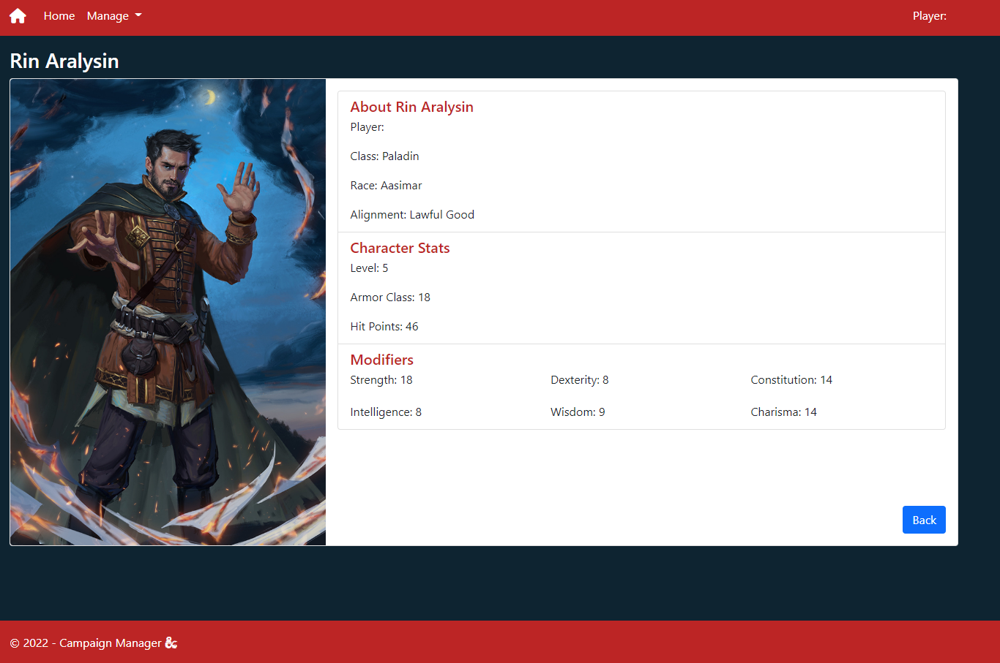 Home Manage Player:
Rin Aralysin
About Rin Aralysin
Player:
Class: Paladin
Race: Aasimar
Alignment: Lawful Good
Character Stats
Level: 5
Armor Class: 18
Hit Points: 46
Modifiers
Strength: 18 Dexterity: 8 Constitution: 14
Intelligence: 8 Wisdom: 9 Charisma: 14
Back
© 2022 - Campaign Manager